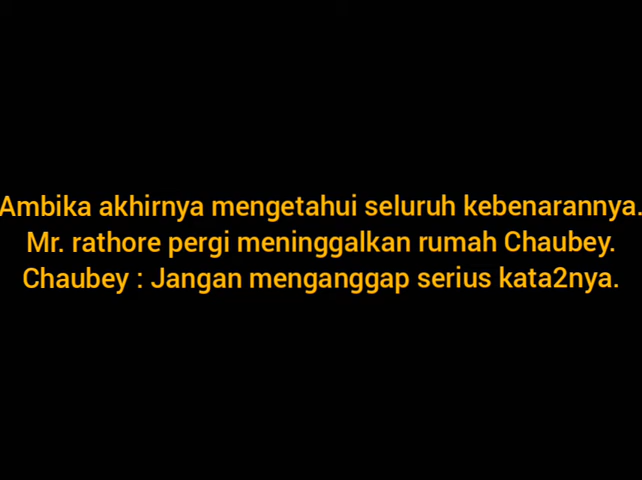 Ambika akhirnya mengetahui seluruh kebenarannya.
Mr. rathore pergi meninggalkan rumah Chaubey.
Chaubey : Jangan menganggap serius kata2nya.